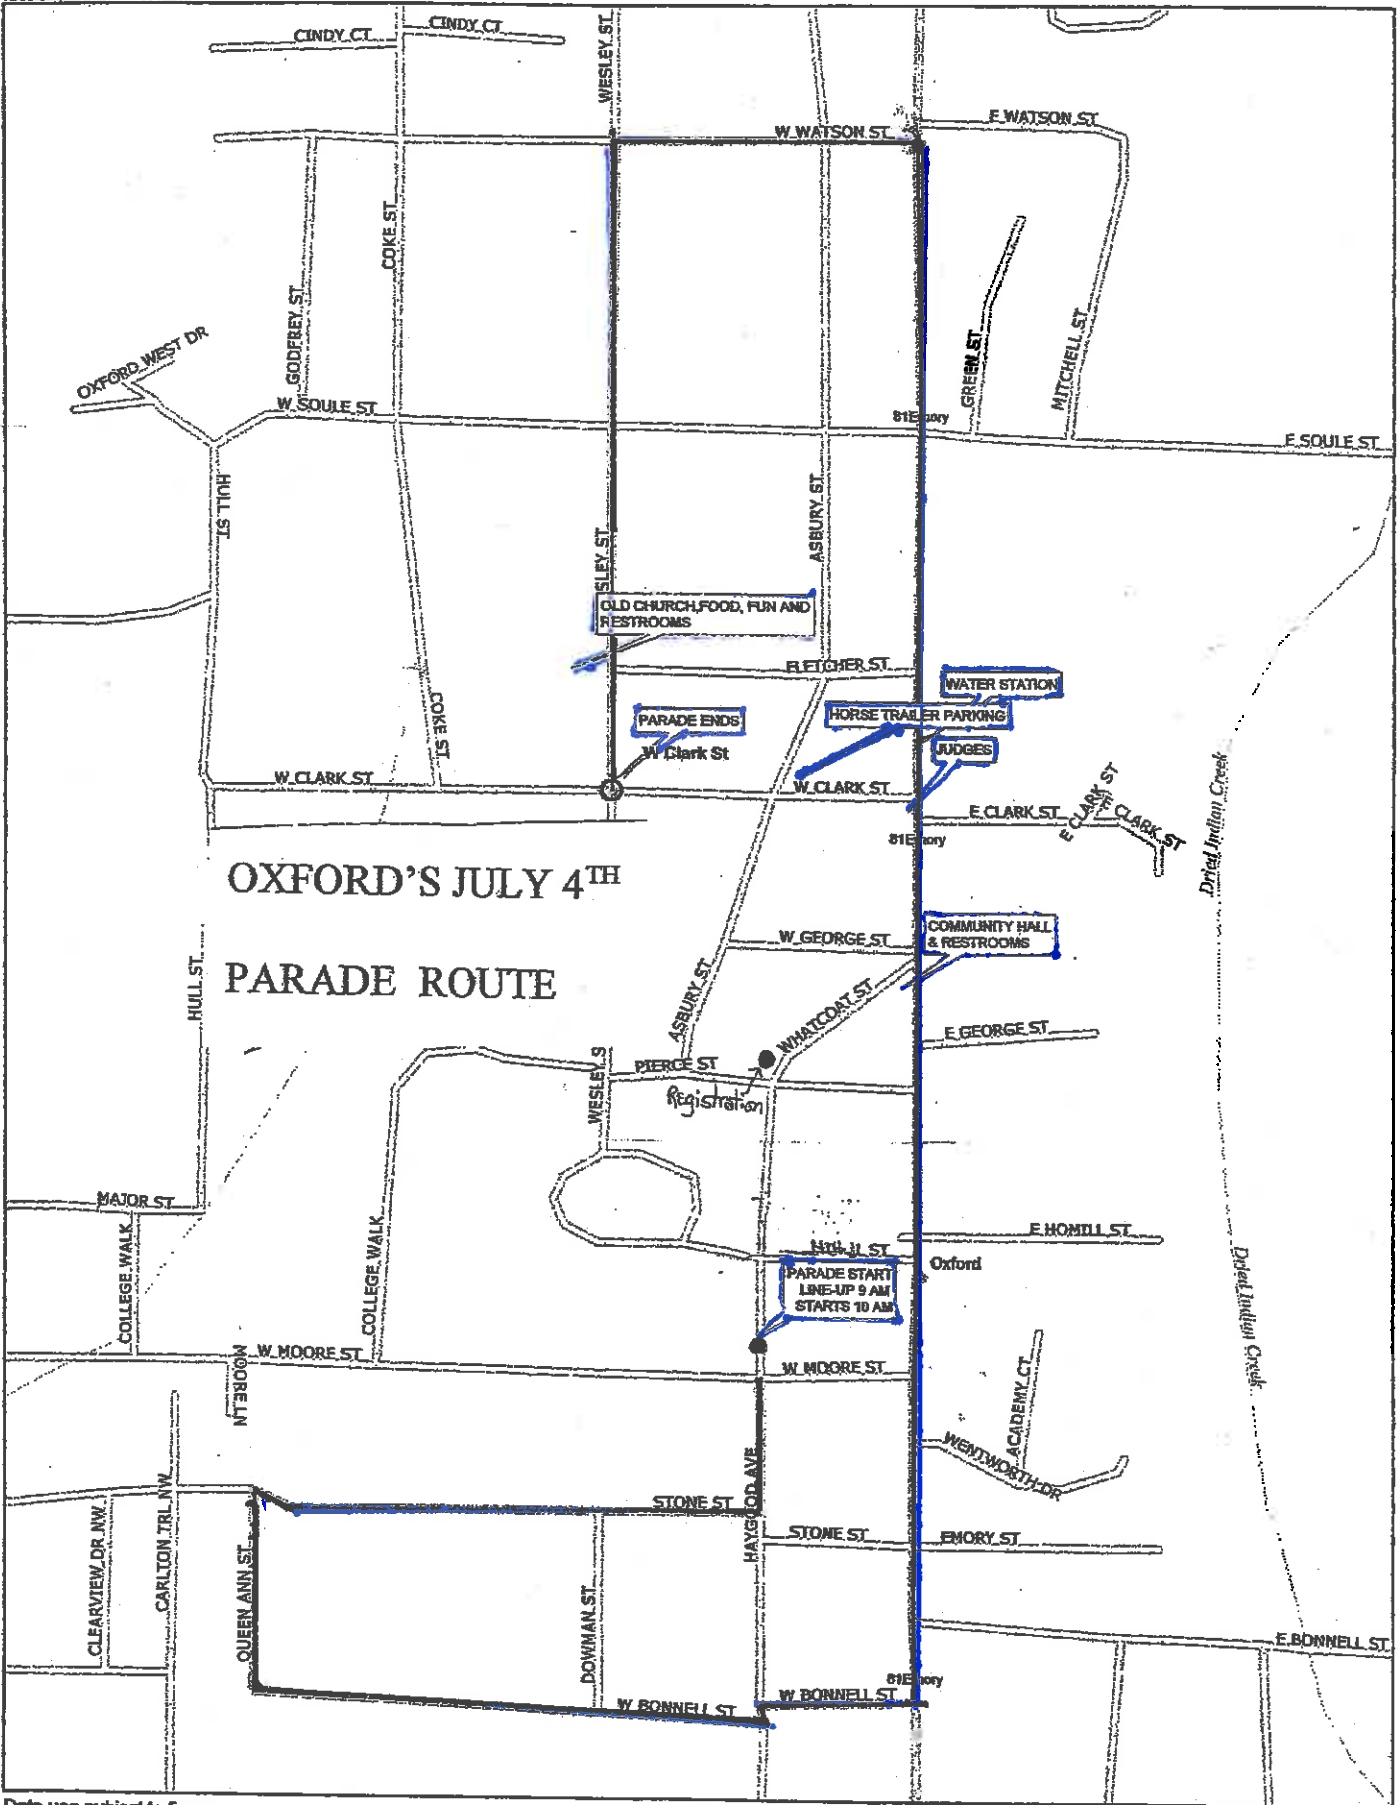 CINDY CT
CINDY CT
WESLEY ST
W WATSON ST
E WATSON ST
COKE ST
GODFREY ST
OXFORD WEST DR
W SOULE ST
GREEN ST
MITCHELL ST
81Emory
E SOULE ST
HULL ST
ASBURY ST
SLEY ST
OLD CHURCH,FOOD, FUN AND
RESTROOMS
FLETCHER ST
WATER STATION
COKE ST
PARADE ENDS
HORSE TRAILER PARKING
W Clark St
JUDGES
W CLARK ST
W CLARK ST
E CLARK ST
E CLARK ST
E CLARK ST
Dried Indian Creek
81Emory
OXFORD'S JULY 4TH
PARADE ROUTE
COMMUNITY HALL
& RESTROOMS
W GEORGE ST
HULL ST
ASBURY ST
WHATCOAT ST
E GEORGE ST
PIERCE ST
WESLEY S
Registration
MAJOR ST
COLLEGE WALK
COLLEGE WALK
E HOMILL ST
Oxford
PARADE START
LINE-UP 9 AM
STARTS 10 AM
Dried Indian Creek
W MOORE ST
W MOORE ST
MOORE LN
ACADEMY CT
WENTWORTH DR
STONE ST
HAYGOOD AVE
STONE ST
EMORY ST
CLEARVIEW DR NW
CARLTON TRL NW
QUEEN ANN ST
DOWMAN ST
E BONNELL ST
81Emory
W BONNELL ST
W BONNELL ST